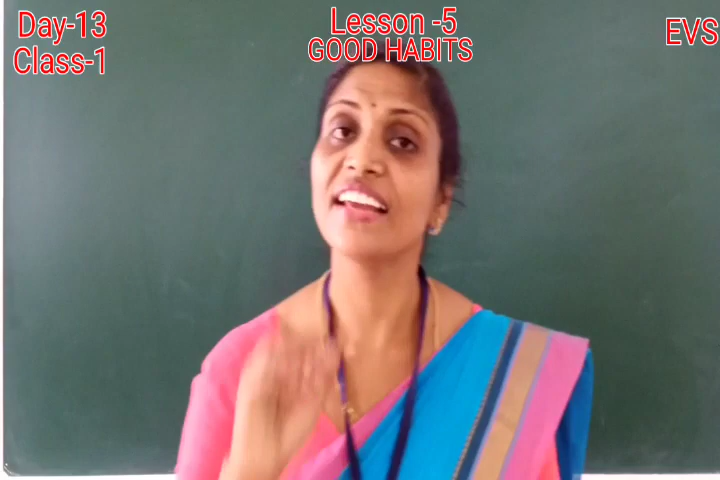 Day-13
Class-1
Lesson -5
GOOD HABITS
EVS